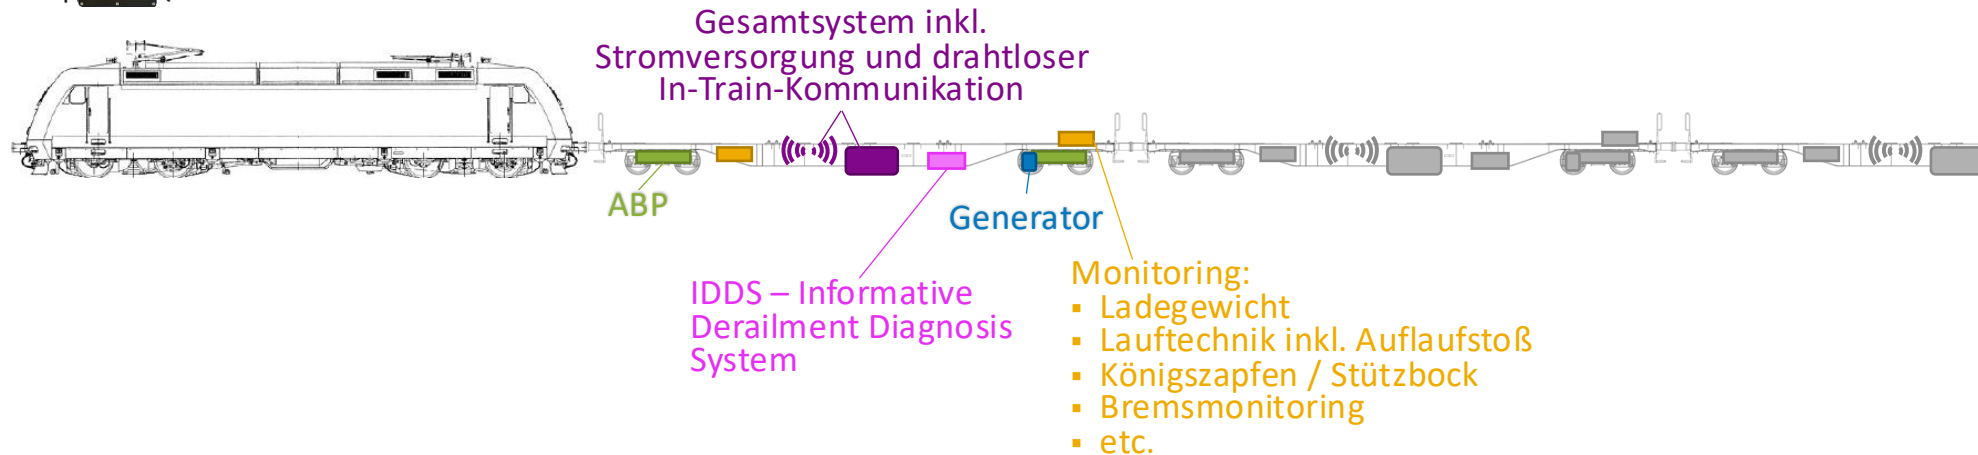 Gesamtsystem inkl.
Stromversorgung und drahtloser
In-Train-Kommunikation
ABP
Generator
IDDS – Informative
Derailment Diagnosis
System
Monitoring:
▪ Ladegewicht
▪ Lauftechnik inkl. Auflaufstoß
▪ Königszapfen / Stützbock
▪ Bremsmonitoring
▪ etc.